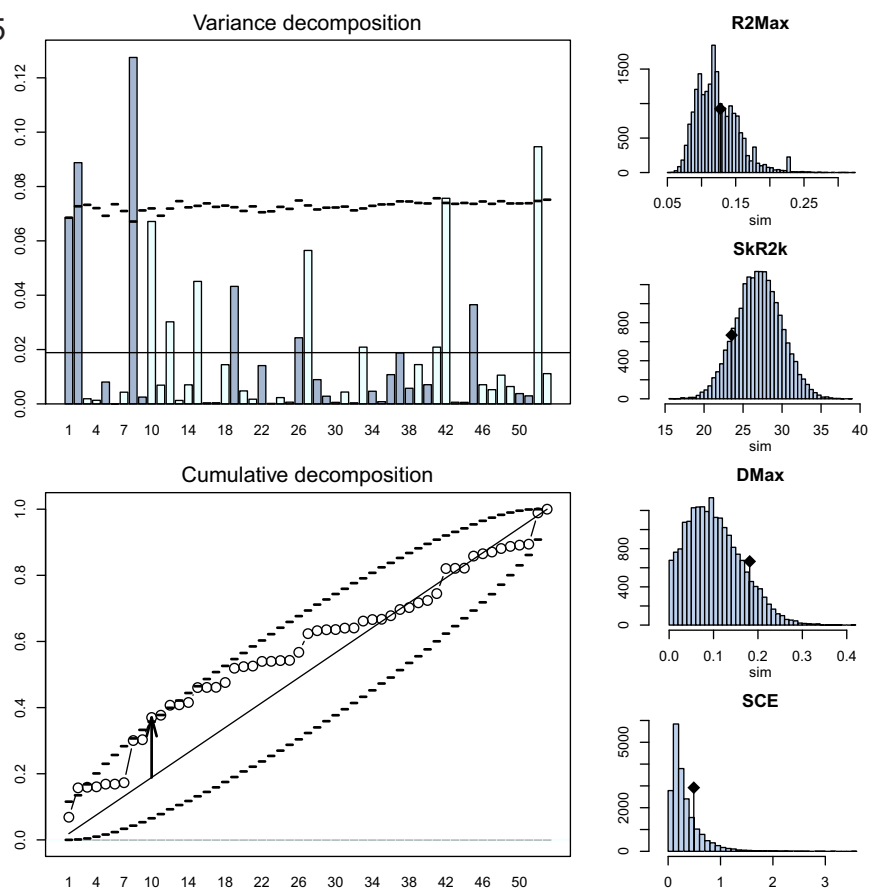 5
Variance decomposition
0.12
0.10
0.08
0.06
0.04
0.02
0.00
1 4 7 10 14 18 22 26 30 34 38 42 46 50
Cumulative decomposition
1.0
0.8
0.6
0.4
0.2
0.0
1 4 7 10 14 18 22 26 30 34 38 42 46 50
R2Max
1500
500
0
0.05 0.15 0.25
sim
SkR2k
800
400
0
15 20 25 30 35 40
sim
DMax
800
400
0
0.0 0.1 0.2 0.3 0.4
sim
SCE
5000
2000
0
0 1 2 3